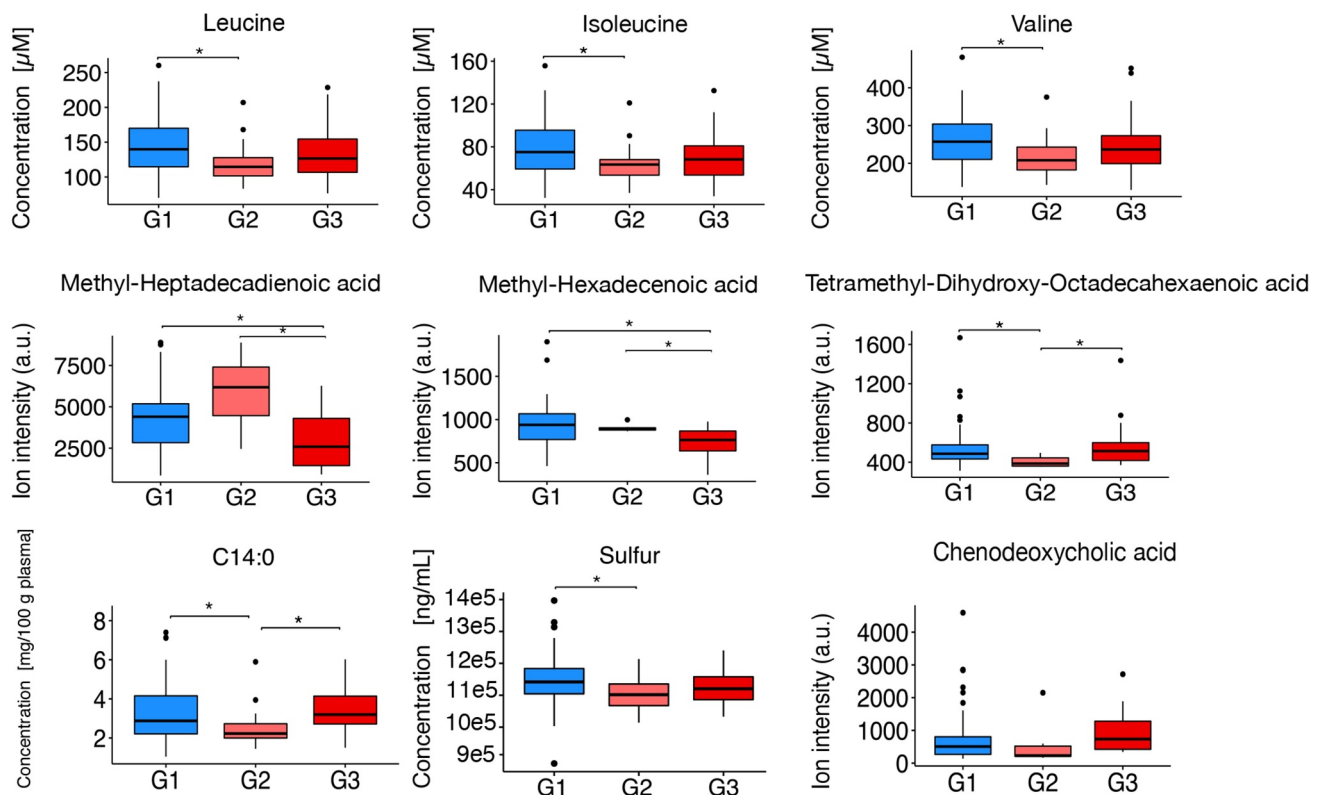 Leucine
Concentration [µM]
250
200
150
100
*
G1 G2 G3
Isoleucine
Concentration [µM]
160
120
80
40
*
G1 G2 G3
Valine
Concentration [µM]
400
300
200
*
G1 G2 G3
Methyl-Heptadecadienoic acid
Ion intensity (a.u.)
7500
5000
2500
*
*
G1 G2 G3
Methyl-Hexadecenoic acid
Ion intensity (a.u.)
1500
1000
500
*
*
G1 G2 G3
Tetramethyl-Dihydroxy-Octadecahexaenoic acid
Ion intensity (a.u.)
1600
1200
800
400
*
*
G1 G2 G3
C14:0
Concentration [mg/100 g plasma]
8
6
4
2
*
*
G1 G2 G3
Sulfur
Concentration [ng/mL]
14e5
13e5
12e5
11e5
10e5
9e5
*
G1 G2 G3
Chenodeoxycholic acid
Ion intensity (a.u.)
4000
3000
2000
1000
0
G1 G2 G3